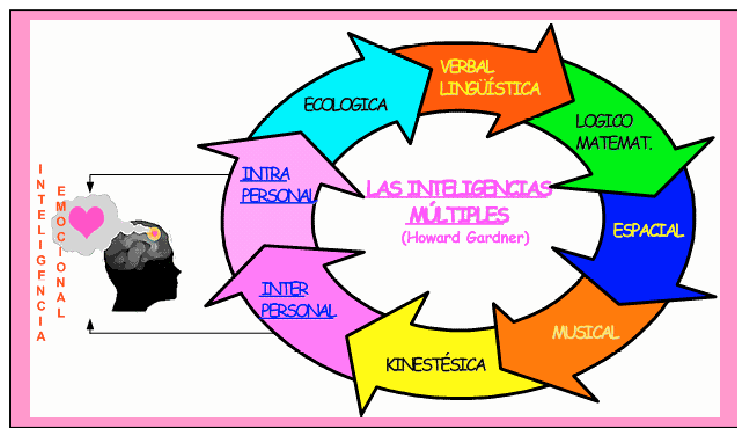 LAS INTELIGENCIAS
MÚLTIPLES
(Howard Gardner)
VERBAL
LINGÜÍSTICA
LOGICO
MATEMAT.
ESPACIAL
MUSICAL
KINESTÉSICA
INTER
PERSONAL
INTRA
PERSONAL
ECOLOGICA
INTELIGENCIA
EMOCIONAL